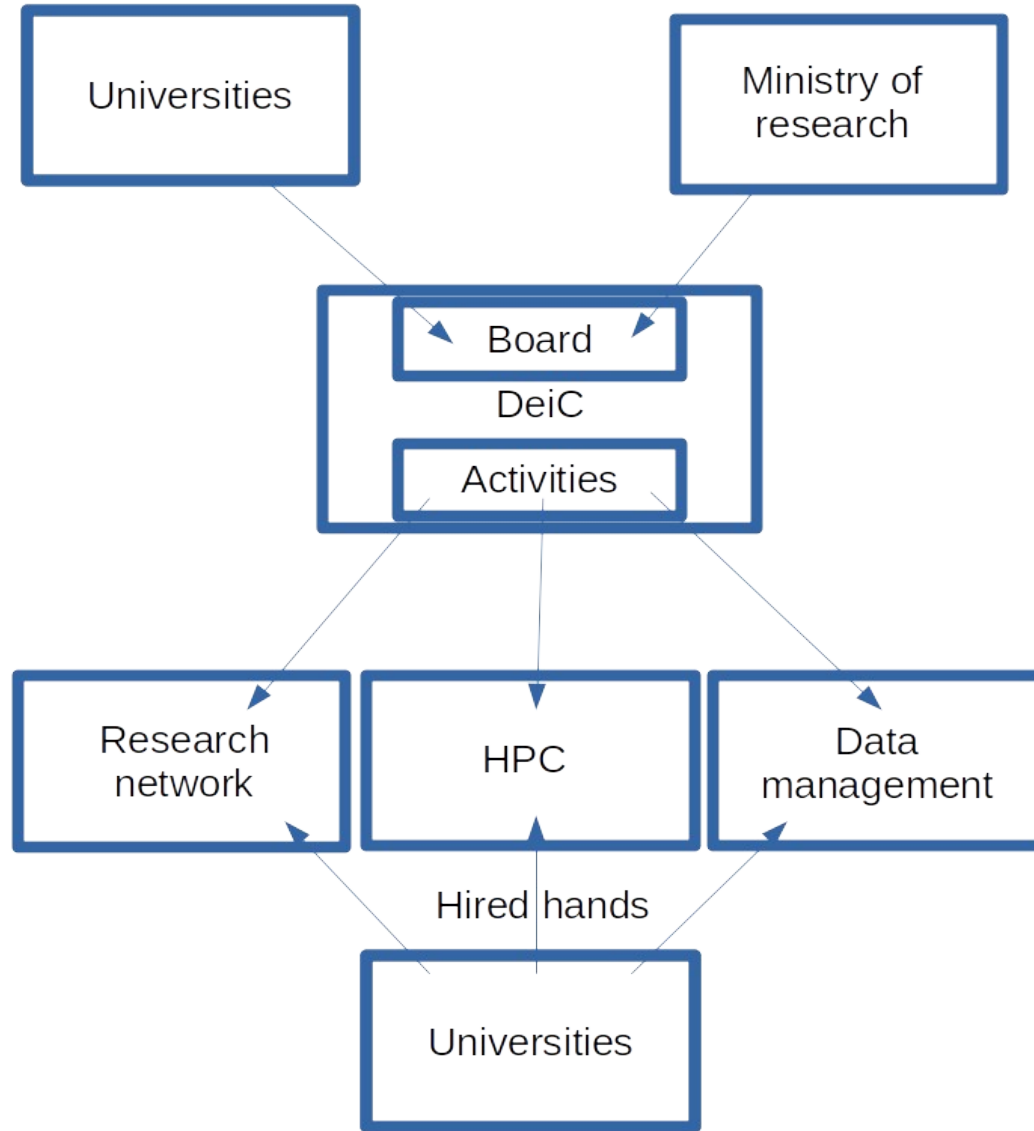 Universities
Ministry of
research
Board
DeiC
Activities
Research
network
HPC
Data
management
Hired hands
Universities